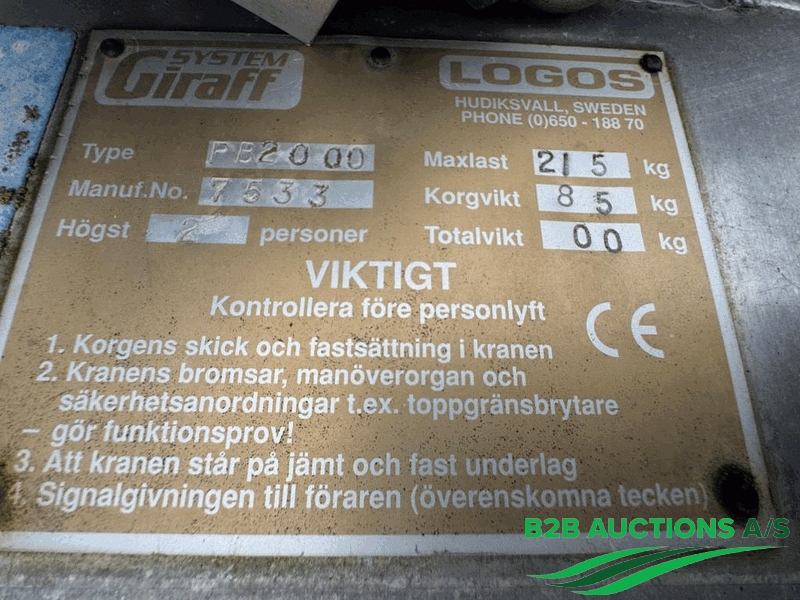 SYSTEM
Giraff
LOGOS
HUDIKSVALL, SWEDEN
PHONE (0)650 - 188 70
Type PB2000 Maxlast 215 kg
Manuf.No. 7533 Korgvikt 85 kg
Högst 2 personer Totalvikt 00 kg
VIKTIGT
Kontrollera före personlyft
CE
1. Korgens skick och fastsättning i kranen
2. Kranens bromsar, manöverorgan och
säkerhetsanordningar t.ex. toppgränsbrytare
– gör funktionsprov!
3. Att kranen står på jämt och fast underlag
4. Signalgivningen till föraren (överenskomna tecken)
B2B AUCTIONS A/S